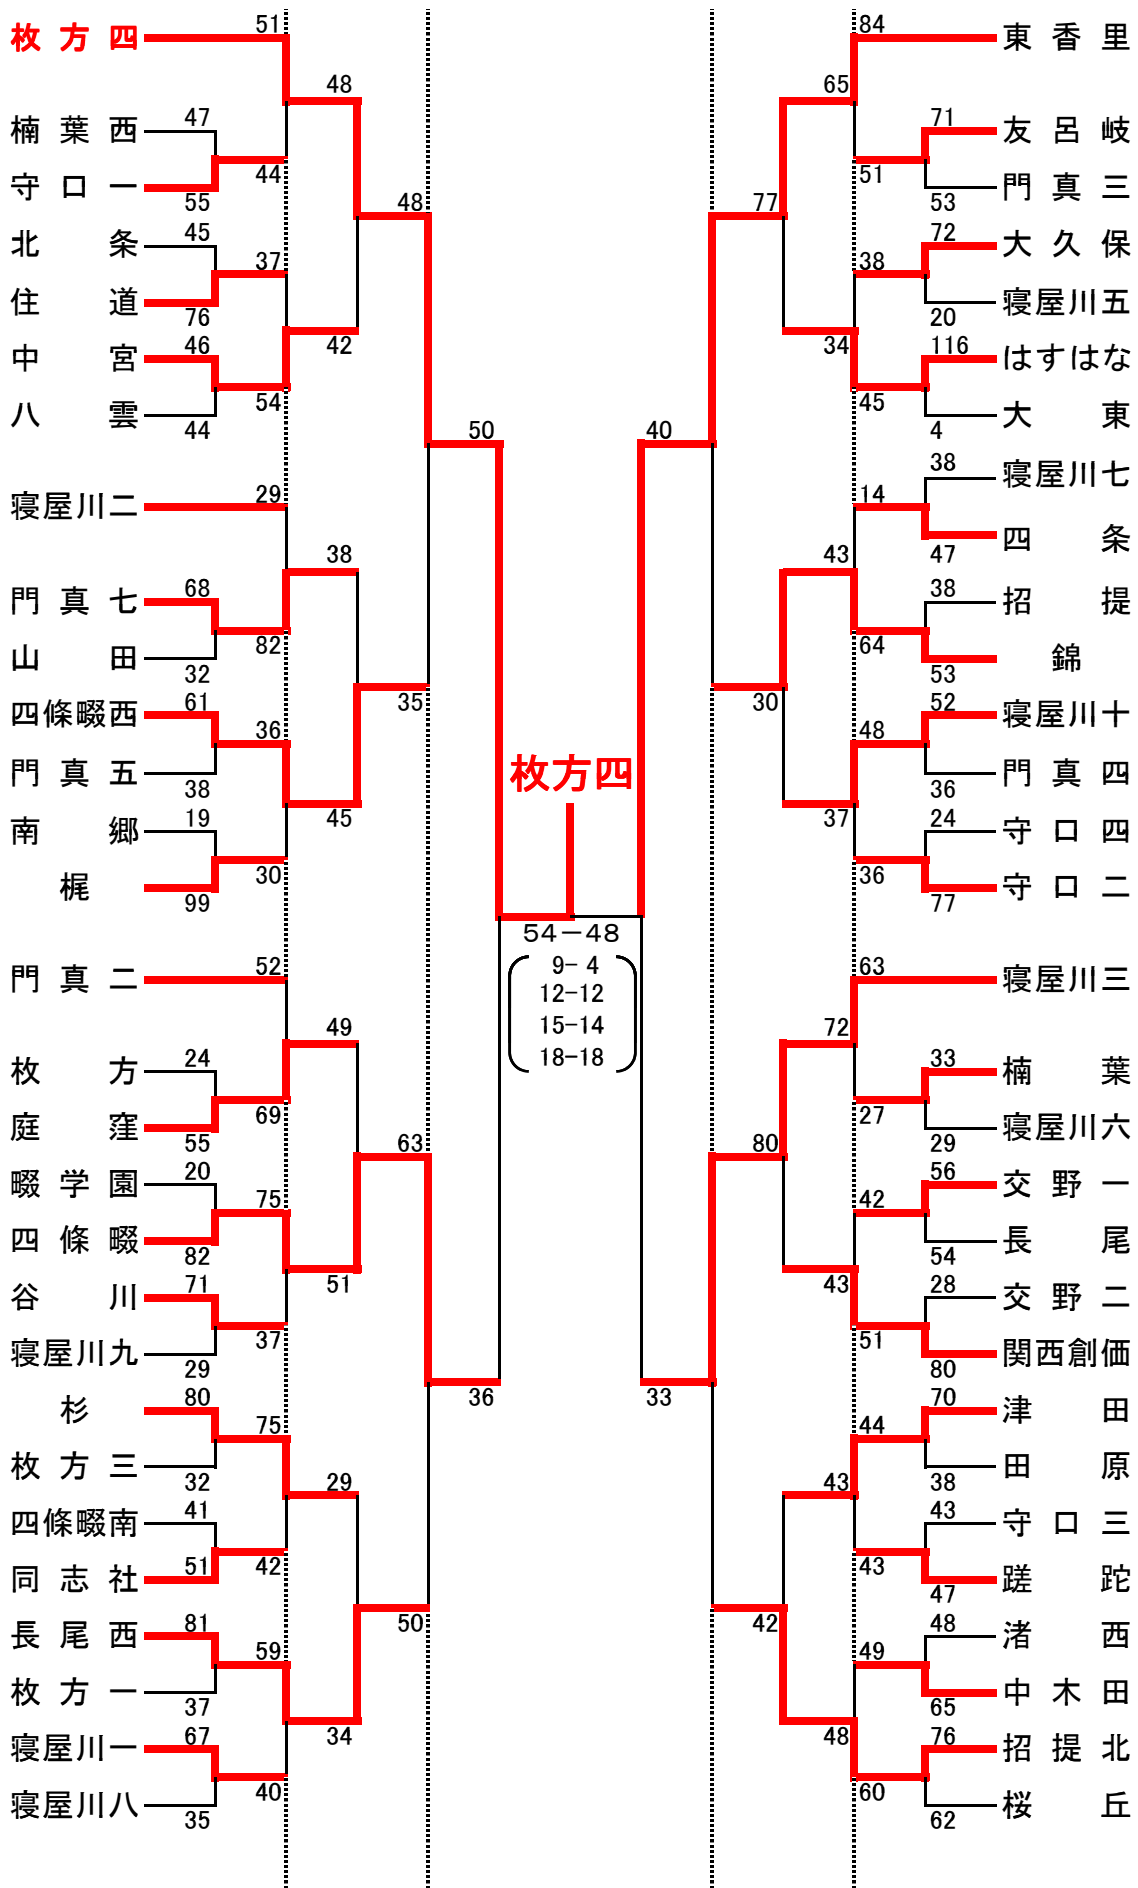 枚方四 51
48
楠葉西 47
守口一 55
44
48
北条 45
住道 76
37
42
中宮 46
八雲 44
54
50
寝屋川二 29
38
門真七 68
山田 32
82
35
四條畷西 61
門真五 38
36
45
南郷 19
梶 99
30
門真二 52
49
枚方 24
庭窪 55
69
63
畷学園 20
四條畷 82
75
51
谷川 71
寝屋川九 29
37
36
杉 80
枚方三 32
75
29
四條畷南 41
同志社 51
42
50
長尾西 81
枚方一 37
59
34
寝屋川一 67
寝屋川八 35
40
枚方四
54－48
9- 4
12-12
15-14
18-18
84 東香里
65
71 友呂岐
53 門真三
51
77
72 大久保
20 寝屋川五
38
34
116 はすはな
4 大東
45
40
38 寝屋川七
47 四条
14
43
38 招提
53 錦
64
30
52 寝屋川十
36 門真四
48
37
24 守口四
77 守口二
36
63 寝屋川三
72
33 楠葉
29 寝屋川六
27
80
56 交野一
54 長尾
42
43
28 交野二
80 関西創価
51
33
70 津田
38 田原
44
43
43 守口三
47 蹉跎
43
42
48 渚西
65 中木田
49
48
76 招提北
62 桜丘
60